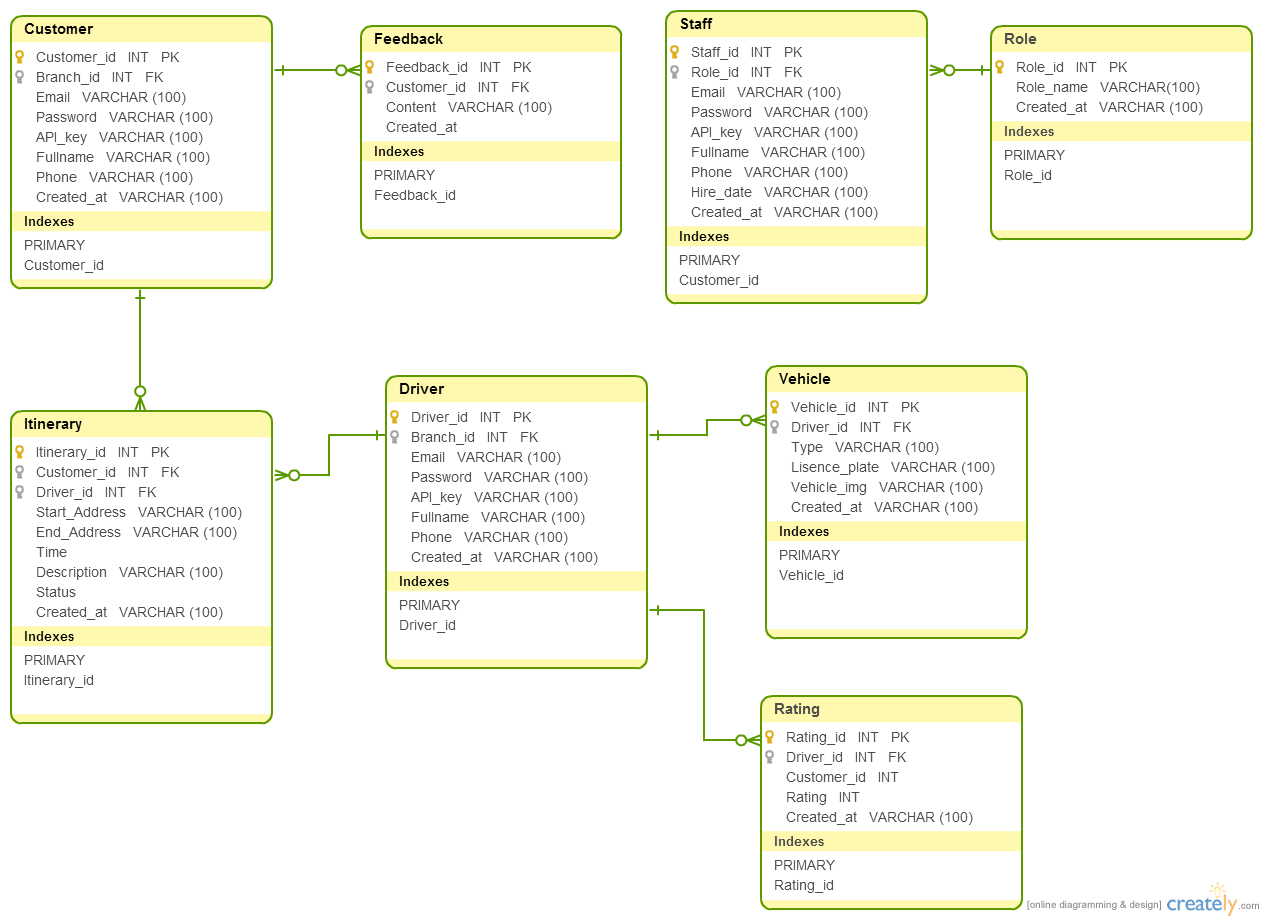 Customer
Customer_id INT PK
Branch_id INT FK
Email VARCHAR (100)
Password VARCHAR (100)
API_key VARCHAR (100)
Fullname VARCHAR (100)
Phone VARCHAR (100)
Created_at VARCHAR (100)
Indexes
PRIMARY
Customer_id
Feedback
Feedback_id INT PK
Customer_id INT FK
Content VARCHAR (100)
Created_at
Indexes
PRIMARY
Feedback_id
Staff
Staff_id INT PK
Role_id INT FK
Email VARCHAR (100)
Password VARCHAR (100)
API_key VARCHAR (100)
Fullname VARCHAR (100)
Phone VARCHAR (100)
Hire_date VARCHAR (100)
Created_at VARCHAR (100)
Indexes
PRIMARY
Customer_id
Role
Role_id INT PK
Role_name VARCHAR(100)
Created_at VARCHAR (100)
Indexes
PRIMARY
Role_id
Itinerary
Itinerary_id INT PK
Customer_id INT FK
Driver_id INT FK
Start_Address VARCHAR (100)
End_Address VARCHAR (100)
Time
Description VARCHAR (100)
Status
Created_at VARCHAR (100)
Indexes
PRIMARY
Itinerary_id
Driver
Driver_id INT PK
Branch_id INT FK
Email VARCHAR (100)
Password VARCHAR (100)
API_key VARCHAR (100)
Fullname VARCHAR (100)
Phone VARCHAR (100)
Created_at VARCHAR (100)
Indexes
PRIMARY
Driver_id
Vehicle
Vehicle_id INT PK
Driver_id INT FK
Type VARCHAR (100)
Lisence_plate VARCHAR (100)
Vehicle_img VARCHAR (100)
Created_at VARCHAR (100)
Indexes
PRIMARY
Vehicle_id
Rating
Rating_id INT PK
Driver_id INT FK
Customer_id INT
Rating INT
Created_at VARCHAR (100)
Indexes
PRIMARY
Rating_id
[online diagramming & design] creately.com